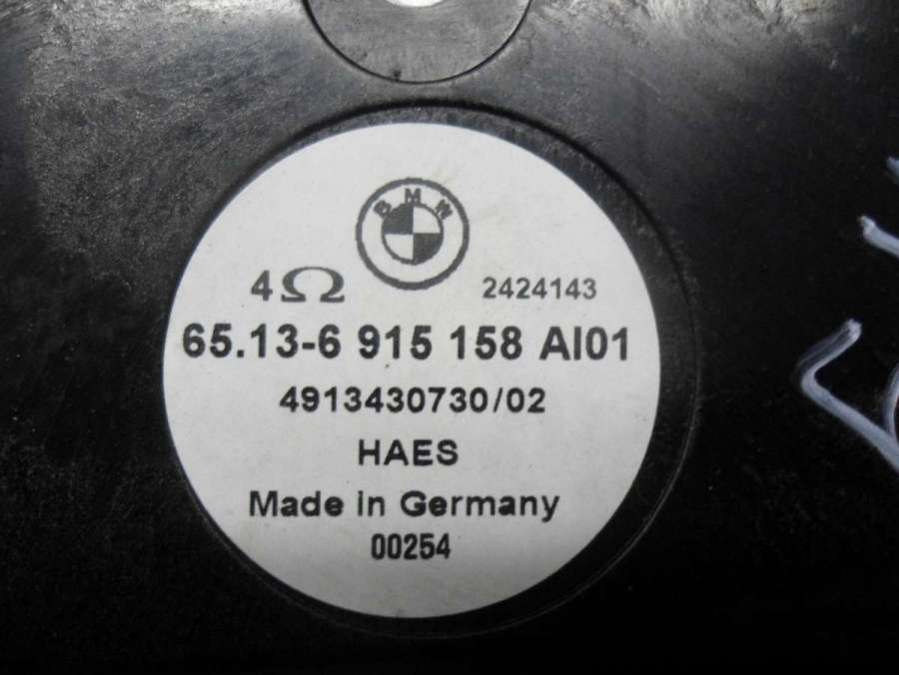 BMW
4Ω 2424143
65.13-6 915 158 AI01
4913430730/02
HAES
Made in Germany
00254